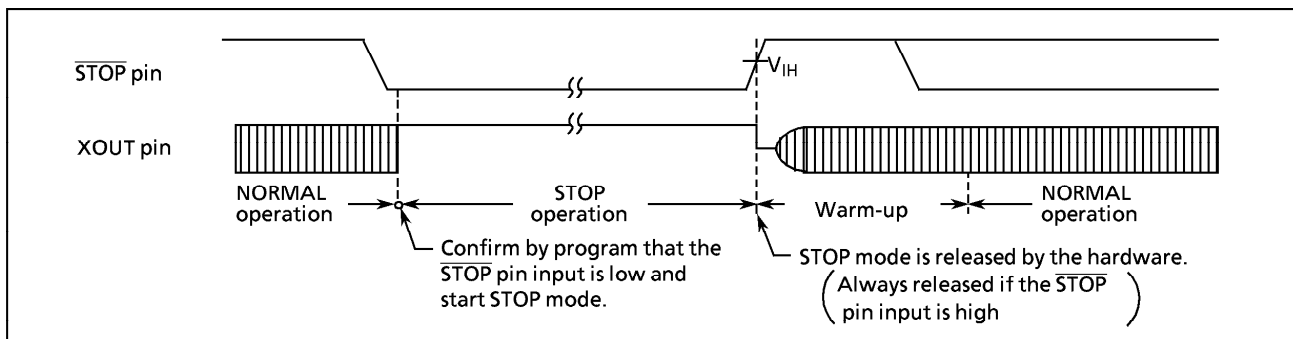 STOP pin
VIH
XOUT pin
NORMAL
operation
STOP
operation
Warm-up
NORMAL
operation
Confirm by program that the
STOP pin input is low and
start STOP mode.
STOP mode is released by the hardware.
(Always released if the STOP
pin input is high)